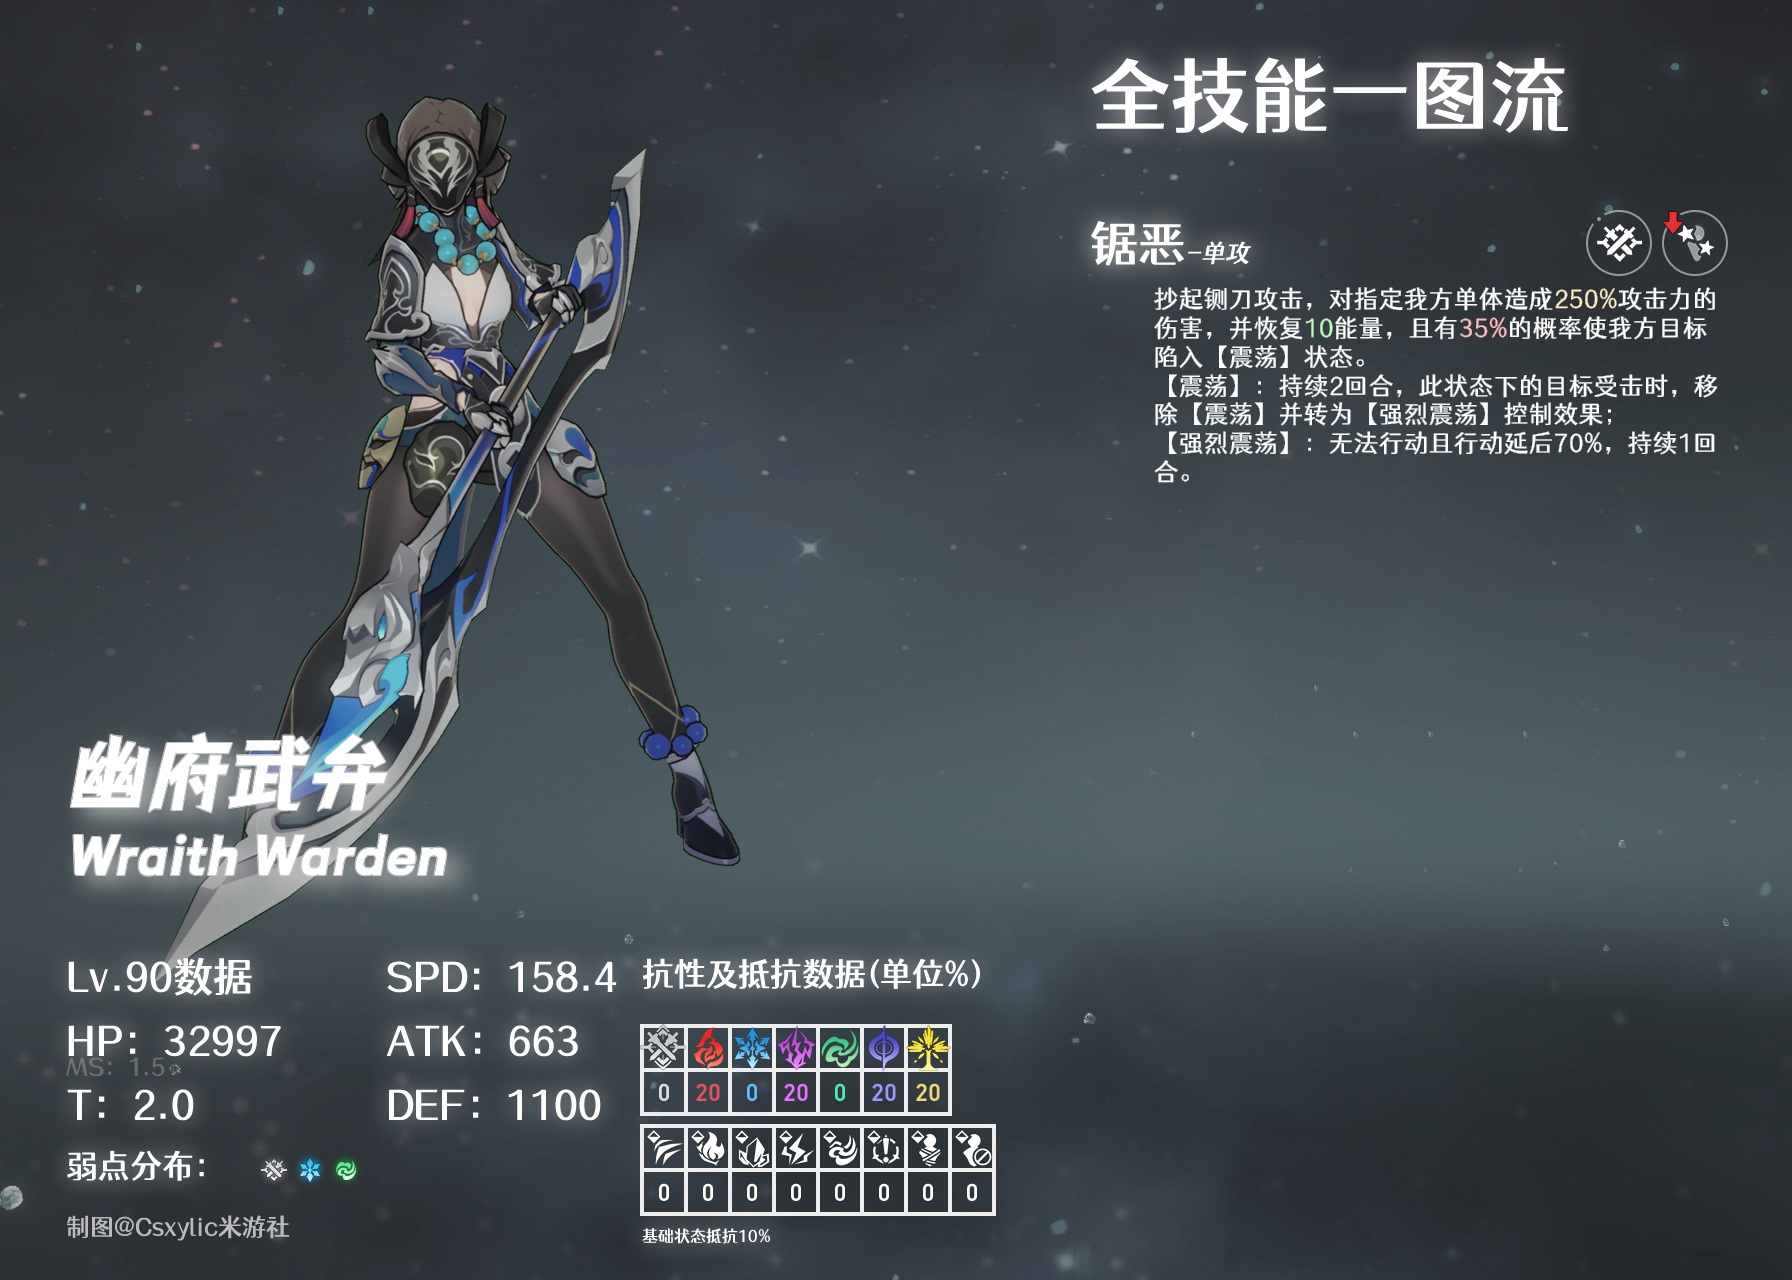 全技能一图流
锯恶-单攻
抄起铡刀攻击，对指定我方单体造成250%攻击力的
伤害，并恢复10能量，且有35%的概率使我方目标
陷入【震荡】状态。
【震荡】：持续2回合，此状态下的目标受击时，移
除【震荡】并转为【强烈震荡】控制效果；
【强烈震荡】：无法行动且行动延后70%，持续1回
合。
幽府武弁
Wraith Warden
Lv.90数据
SPD：158.4
HP：32997
ATK：663
MS：1.5x
T：2.0
DEF：1100
弱点分布：
制图@Csxylic米游社
抗性及抵抗数据(单位%)
0 20 0 20 0 20 20
0 0 0 0 0 0 0 0
基础状态抵抗10%